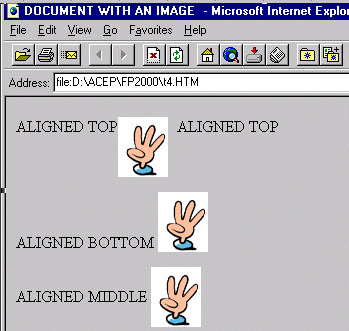 DOCUMENT WITH AN IMAGE - Microsoft Internet Explo
File Edit View Go Favorites Help
Address: file:D:\ACEP\FP2000\t4.HTM
ALIGNED TOP ALIGNED TOP
ALIGNED BOTTOM
ALIGNED MIDDLE